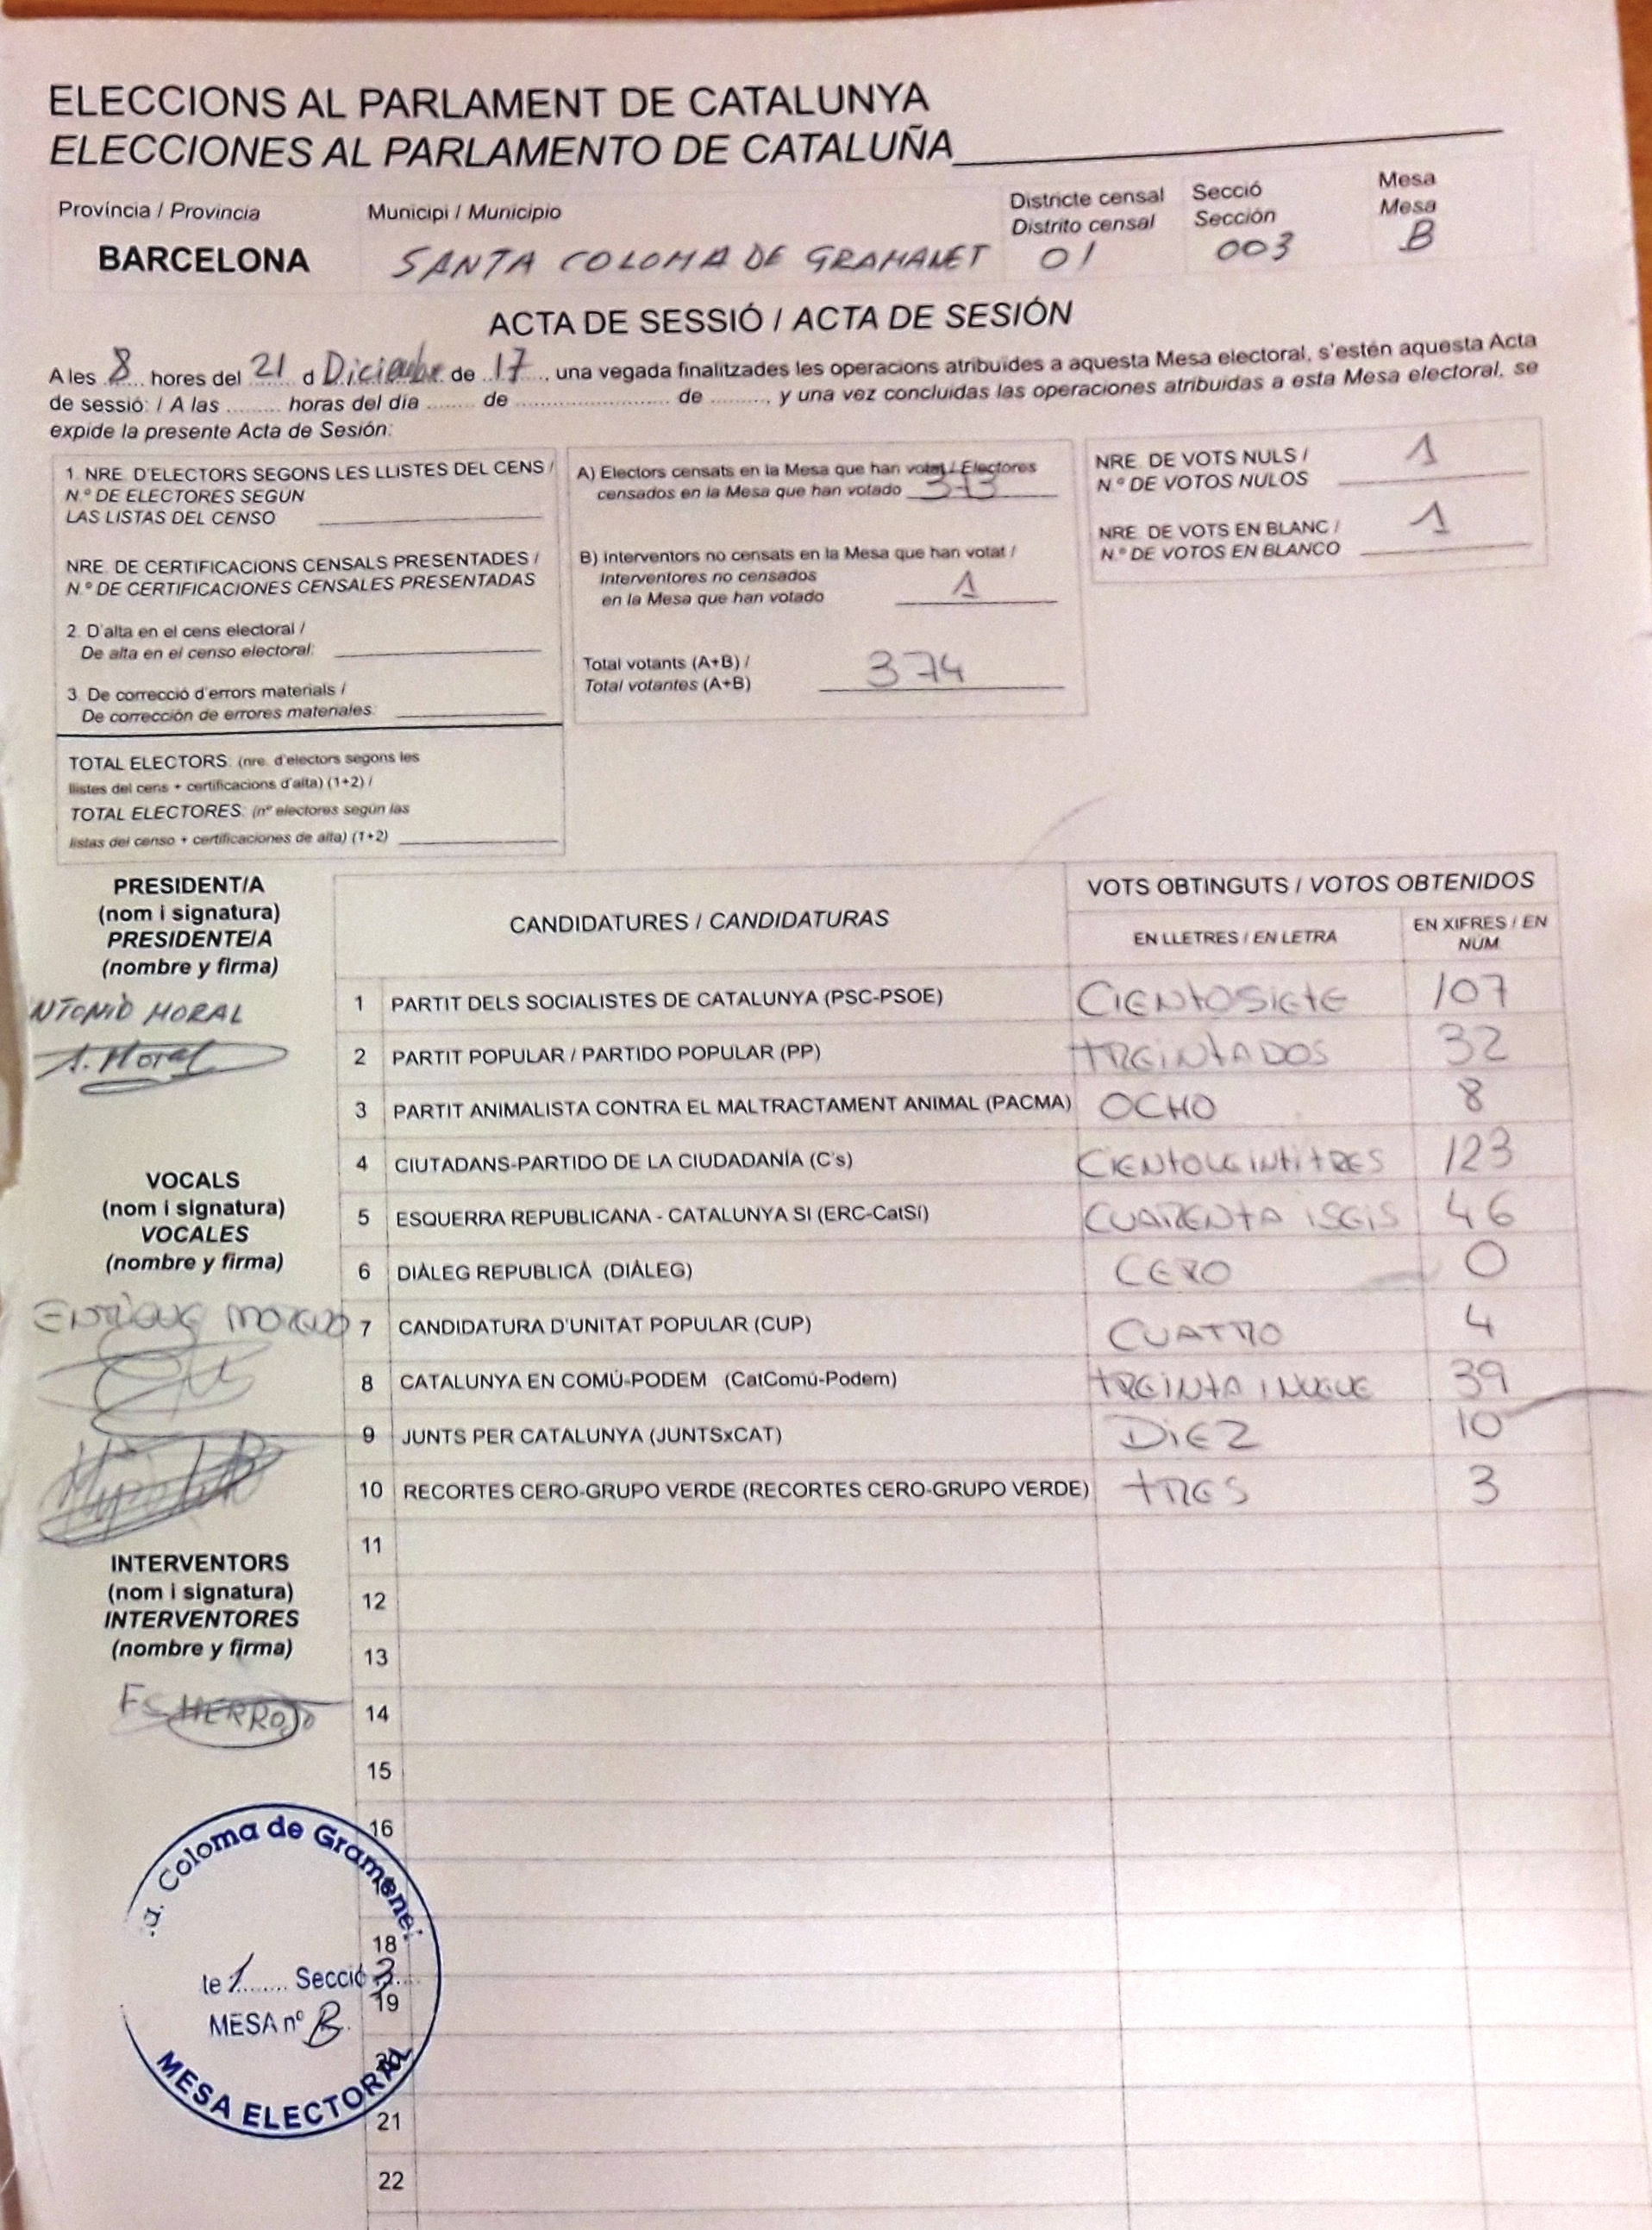 ELECCIONS AL PARLAMENT DE CATALUNYA
ELECCIONES AL PARLAMENTO DE CATALUÑA
Província / Provincia
Municipi / Municipio
Districte censal
Distrito censal
Secció
Sección
Mesa
Mesa
BARCELONA
SANTA COLOMA DE GRAMANET
01
003
B
ACTA DE SESSIÓ / ACTA DE SESIÓN
A les 8 hores del 21 d Diciembre de 17, una vegada finalitzades les operacions atribuïdes a aquesta Mesa electoral, s'estén aquesta Acta
de sessió: / A las ......... horas del día ....... de ........................ de ........., y una vez concluidas las operaciones atribuidas a esta Mesa electoral, se
expide la presente Acta de Sesión:
1. NRE. D'ELECTORS SEGONS LES LLISTES DEL CENS /
N.º DE ELECTORES SEGÚN
LAS LISTAS DEL CENSO
NRE. DE CERTIFICACIONS CENSALS PRESENTADES /
N.º DE CERTIFICACIONES CENSALES PRESENTADAS
2. D'alta en el cens electoral /
De alta en el censo electoral:
3. De correcció d'errors materials /
De corrección de errores materiales:
TOTAL ELECTORS: (nre. d'electors segons les
llistes del cens + certificacions d'alta) (1+2) /
TOTAL ELECTORES: (nº electores según las
listas del censo + certificaciones de alta) (1+2)
A) Electors censats en la Mesa que han votat / Electores
censados en la Mesa que han votado 373
B) Interventors no censats en la Mesa que han votat /
Interventores no censados
en la Mesa que han votado 1
Total votants (A+B) /
Total votantes (A+B) 374
NRE. DE VOTS NULS /
N.º DE VOTOS NULOS 1
NRE. DE VOTS EN BLANC /
N.º DE VOTOS EN BLANCO 1
PRESIDENT/A
(nom i signatura)
PRESIDENTE/A
(nombre y firma)
NTONIO MORAL
A. Moral
VOCALS
(nom i signatura)
VOCALES
(nombre y firma)
ENRIQUE MORENO
INTERVENTORS
(nom i signatura)
INTERVENTORES
(nombre y firma)
CANDIDATURES / CANDIDATURAS
VOTS OBTINGUTS / VOTOS OBTENIDOS
EN LLETRES / EN LETRA
EN XIFRES / EN
NÚM.
1 PARTIT DELS SOCIALISTES DE CATALUNYA (PSC-PSOE) CIENTOSIETE 107
2 PARTIT POPULAR / PARTIDO POPULAR (PP) TREINTADOS 32
3 PARTIT ANIMALISTA CONTRA EL MALTRACTAMENT ANIMAL (PACMA) OCHO 8
4 CIUTADANS-PARTIDO DE LA CIUDADANÍA (C's) CIENTOVEINTITRES 123
5 ESQUERRA REPUBLICANA - CATALUNYA SI (ERC-CatSí) CUARENTA ISEIS 46
6 DIÀLEG REPUBLICÀ (DIÀLEG) CERO 0
7 CANDIDATURA D'UNITAT POPULAR (CUP) CUATRO 4
8 CATALUNYA EN COMÚ-PODEM (CatComú-Podem) TREINTA INUEVE 39
9 JUNTS PER CATALUNYA (JUNTSxCAT) DIEZ 10
10 RECORTES CERO-GRUPO VERDE (RECORTES CERO-GRUPO VERDE) TRES 3
11
12
13
14
15
16
18
19
20
21
22
.a. Coloma de Gramene.
te 1 ....... Secció 3 ....
MESA nº B.
MESA ELECTORAL